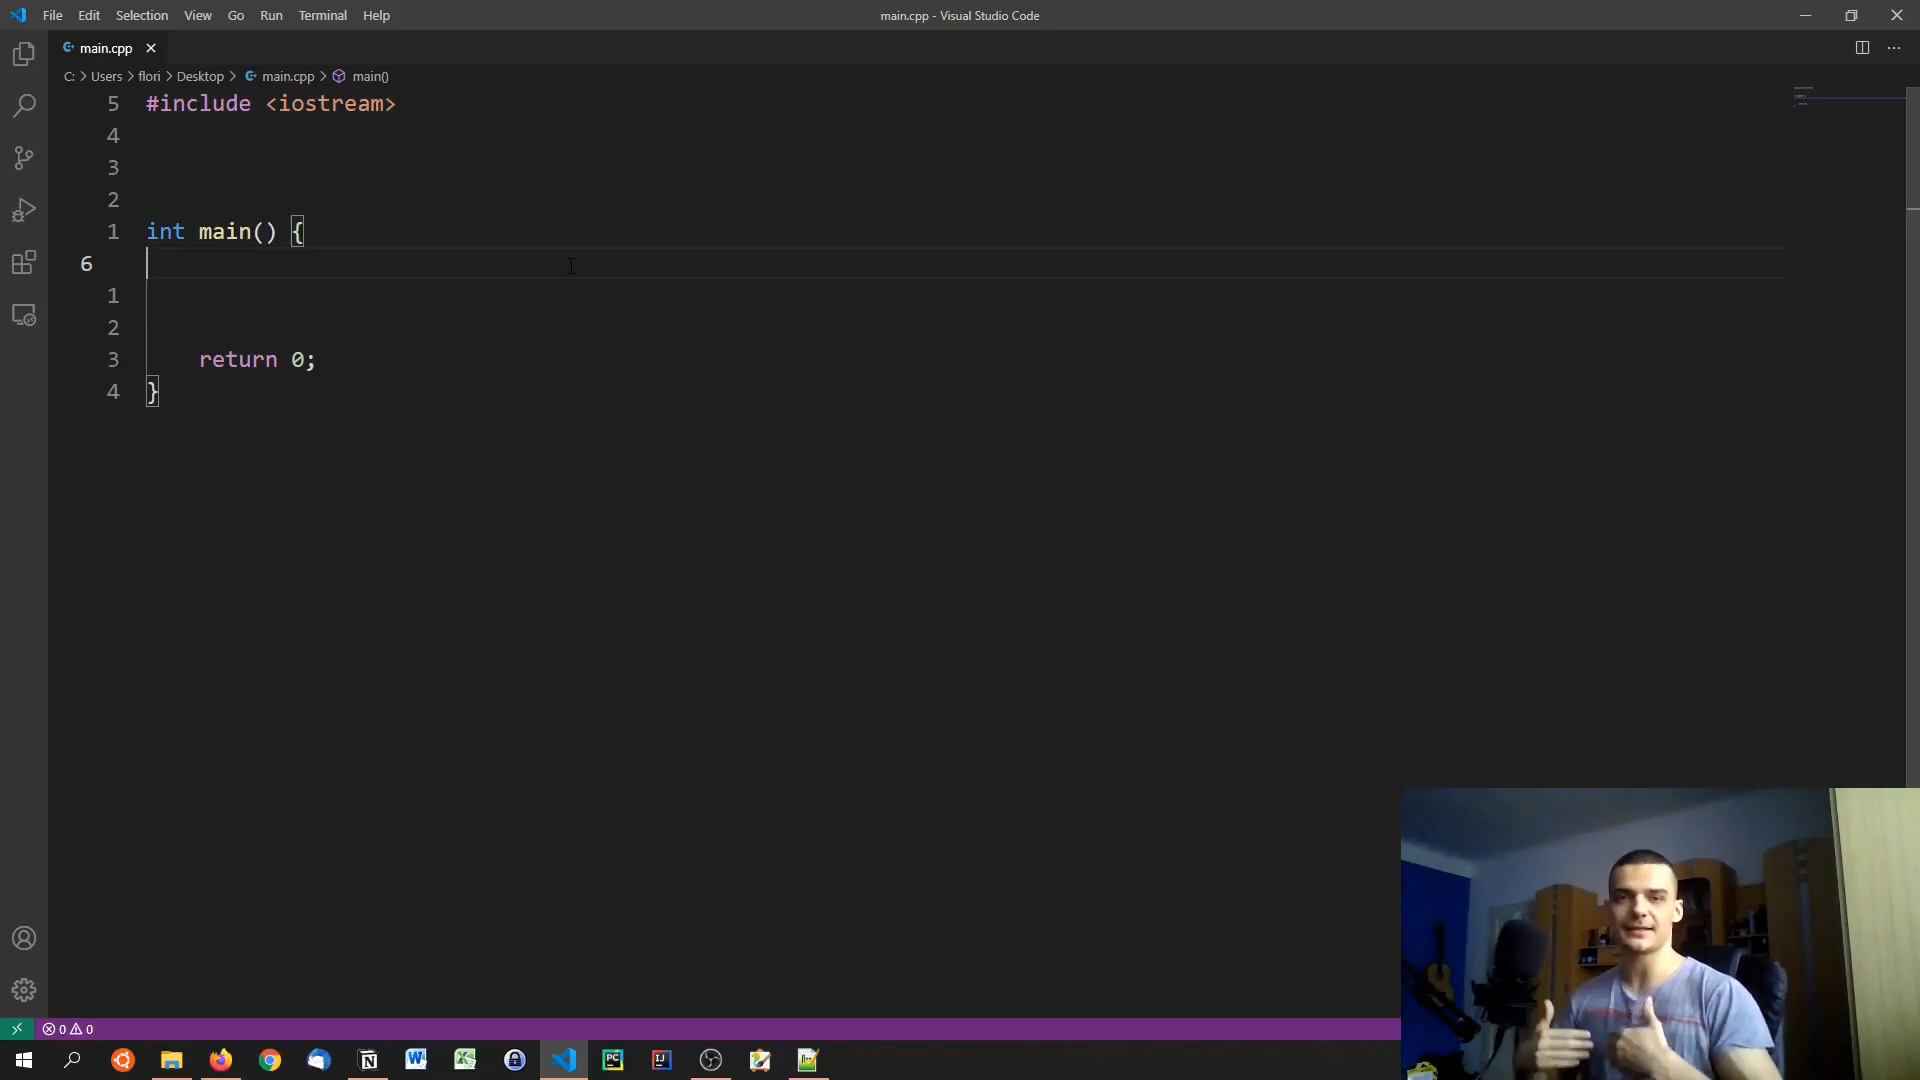 File Edit Selection View Go Run Terminal Help
main.cpp - Visual Studio Code
main.cpp
C: > Users > flori > Desktop > main.cpp > main()
5 #include <iostream>
4
3
2
1 int main() {
6
1
2
3 return 0;
4 }
0 0
W
PC
IJ